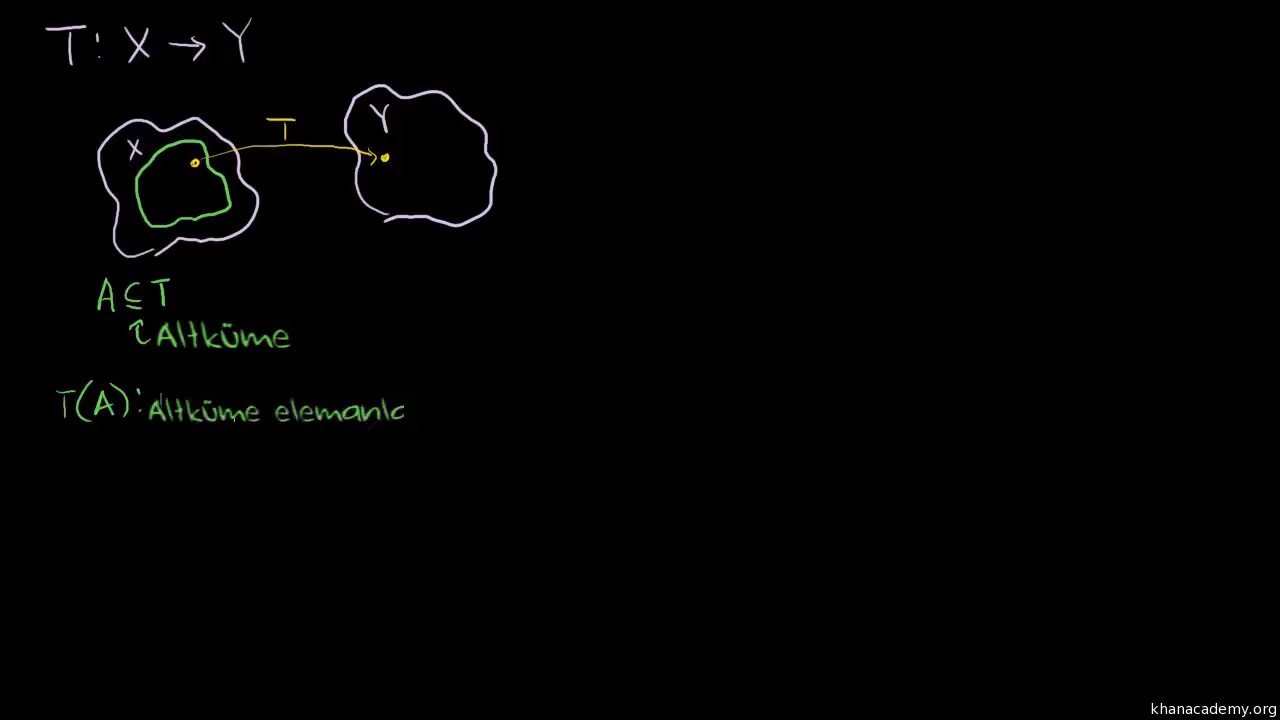 T: X → Y
T
Y
X
A ⊆ T
Altküme
T(A): Altküme elemanla
khanacademy.org